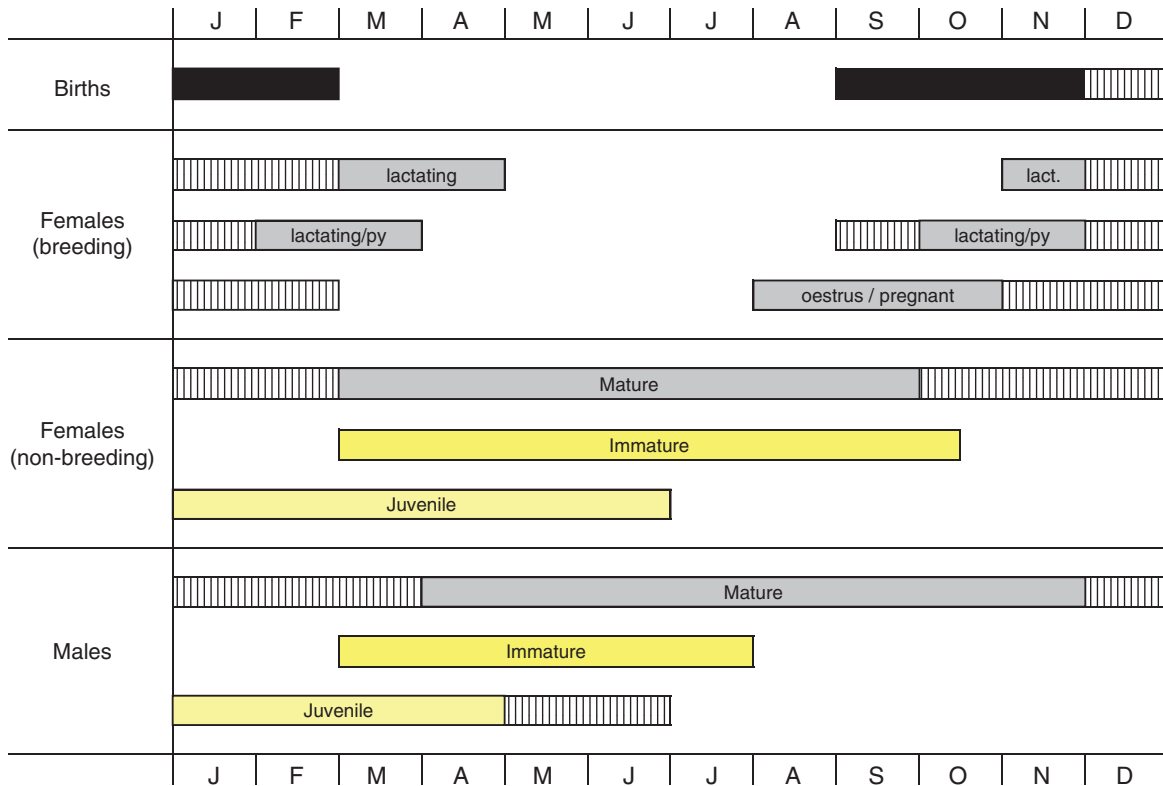 J F M A M J J A S O N D
Births
lactating
lact.
Females
(breeding)
lactating/py
lactating/py
oestrus / pregnant
Mature
Females
(non-breeding)
Immature
Juvenile
Mature
Males
Immature
Juvenile
J F M A M J J A S O N D